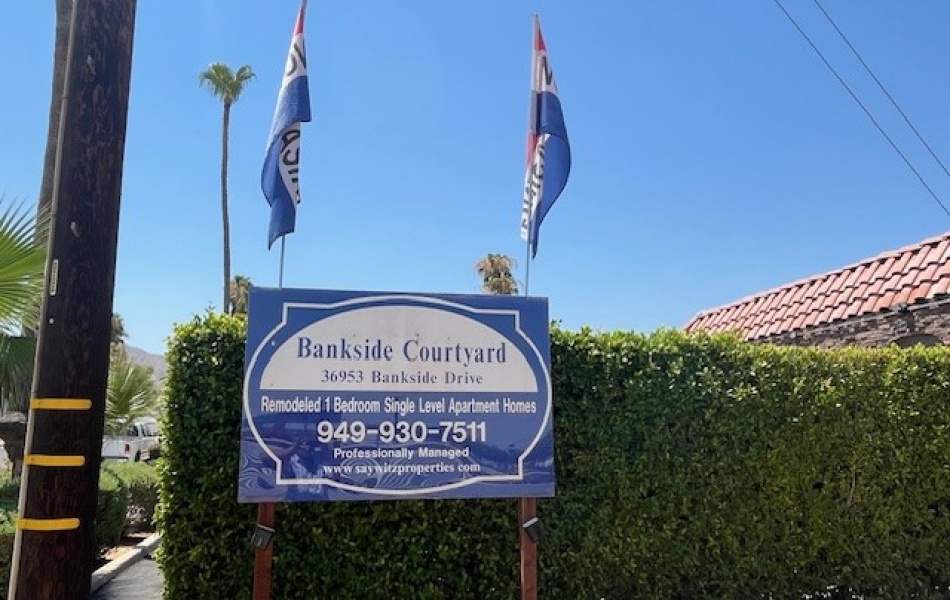 Bankside Courtyard
36953 Bankside Drive
Remodeled 1 Bedroom Single Level Apartment Homes
949-930-7511
Professionally Managed
www.saywitzproperties.com